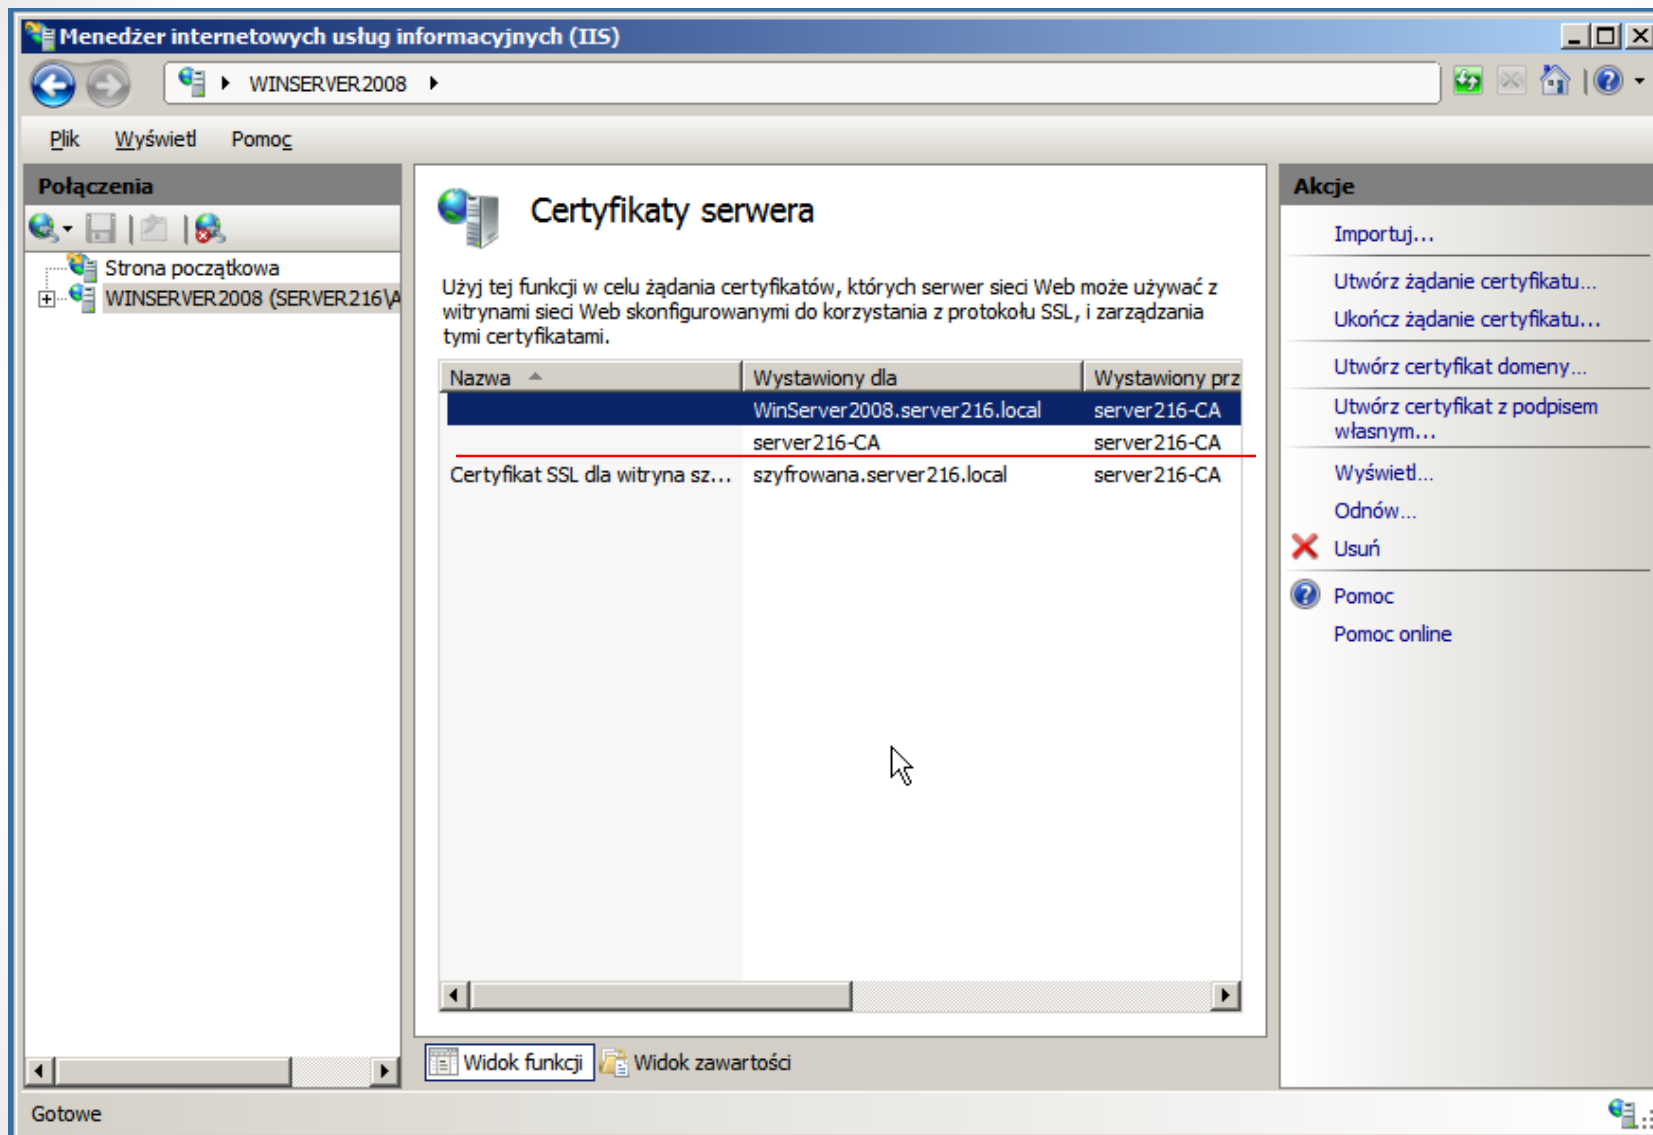 Menedżer internetowych usług informacyjnych (IIS)
WINSERVER2008
Plik Wyświetl Pomoc
Połączenia
Strona początkowa
WINSERVER2008 (SERVER216\A
Certyfikaty serwera
Użyj tej funkcji w celu żądania certyfikatów, których serwer sieci Web może używać z
witrynami sieci Web skonfigurowanymi do korzystania z protokołu SSL, i zarządzania
tymi certyfikatami.
Nazwa Wystawiony dla Wystawiony prz
WinServer2008.server216.local server216-CA
server216-CA server216-CA
Certyfikat SSL dla witryna sz... szyfrowana.server216.local server216-CA
Widok funkcji Widok zawartości
Akcje
Importuj...
Utwórz żądanie certyfikatu...
Ukończ żądanie certyfikatu...
Utwórz certyfikat domeny...
Utwórz certyfikat z podpisem
własnym...
Wyświetl...
Odnów...
Usuń
Pomoc
Pomoc online
Gotowe